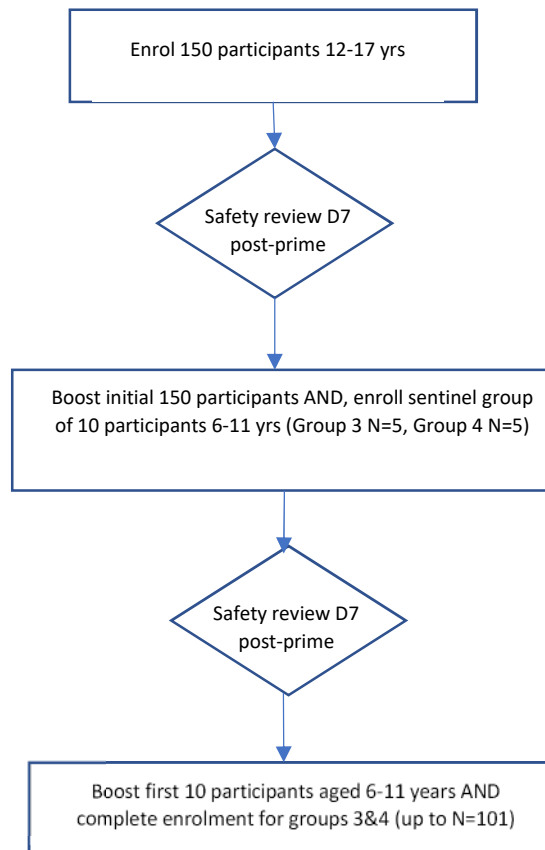 Enrol 150 participants 12-17 yrs
Safety review D7
post-prime
Boost initial 150 participants AND, enroll sentinel group
of 10 participants 6-11 yrs (Group 3 N=5, Group 4 N=5)
Safety review D7
post-prime
Boost first 10 participants aged 6-11 years AND
complete enrolment for groups 3&4 (up to N=101)